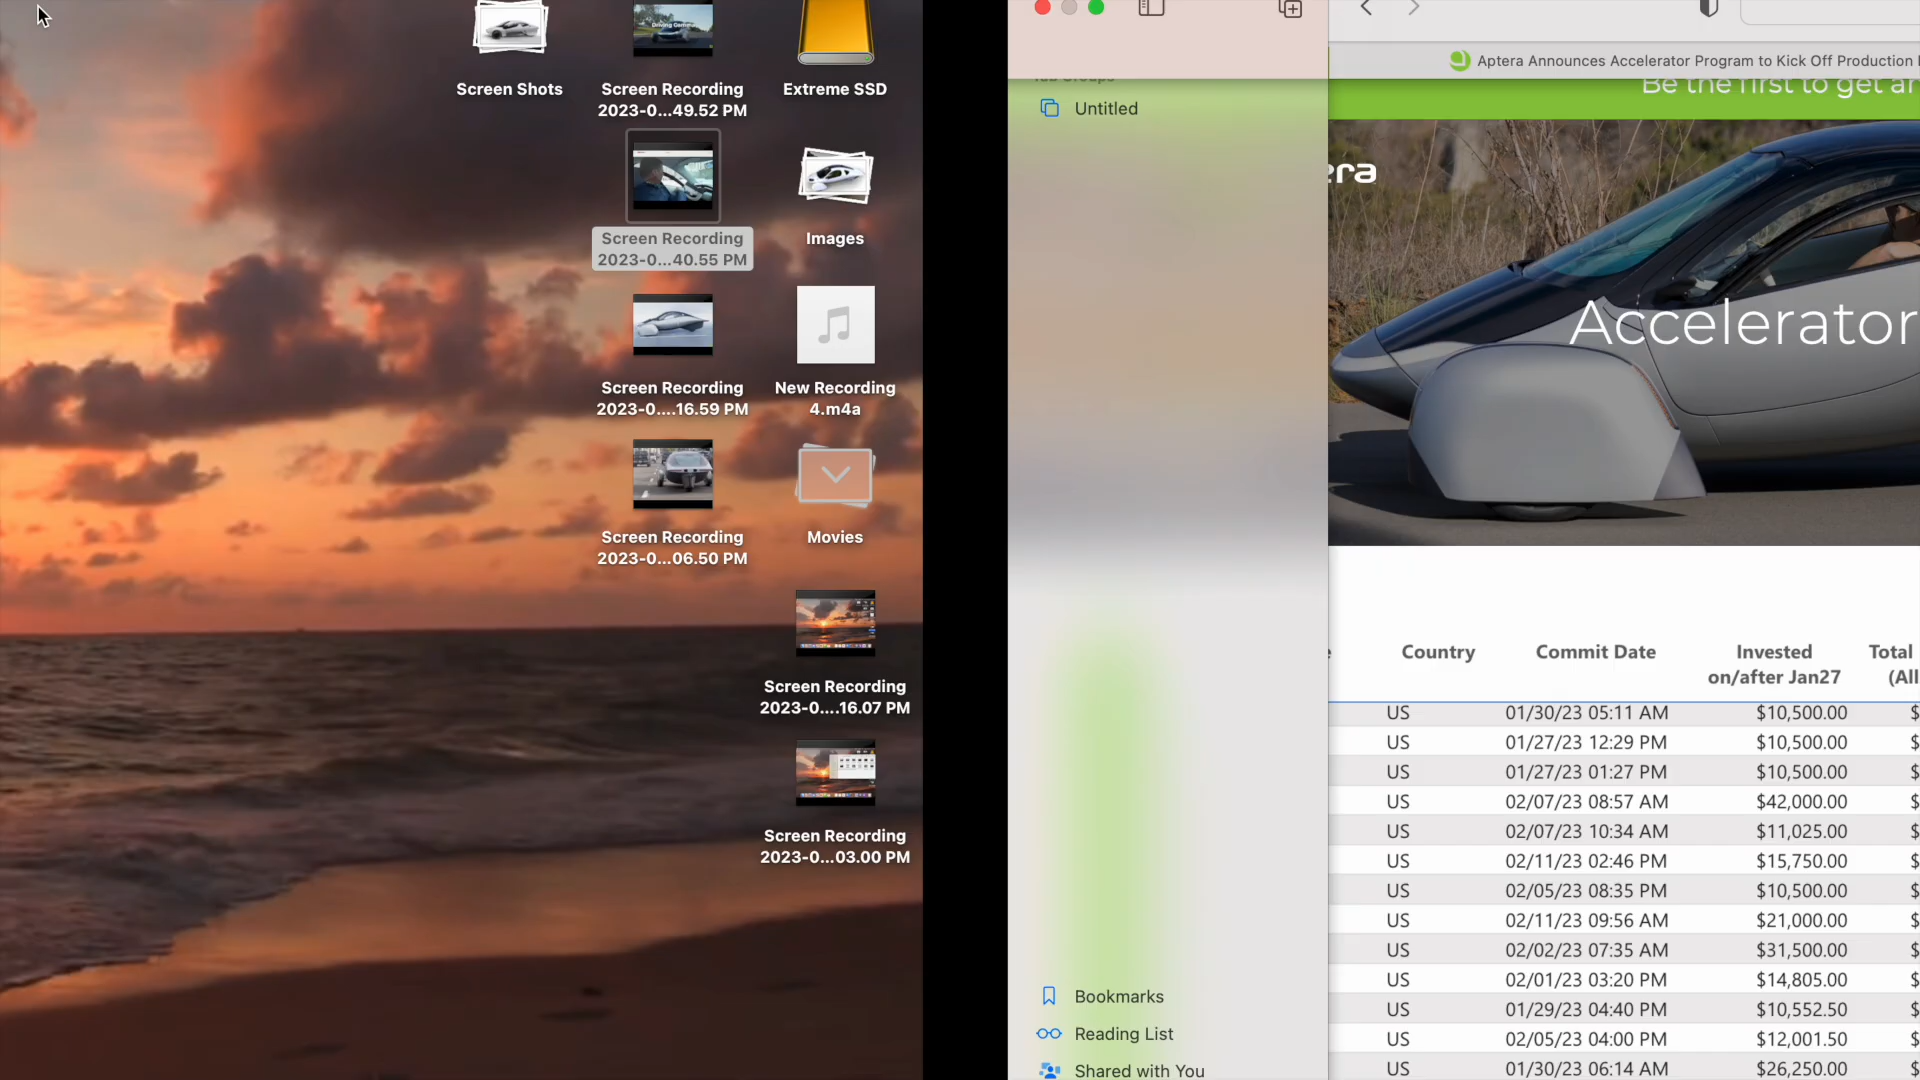 Screen Shots
Screen Recording
2023-0...49.52 PM
Extreme SSD
Screen Recording
2023-0...40.55 PM
Images
Screen Recording
2023-0....16.59 PM
New Recording
4.m4a
Screen Recording
2023-0...06.50 PM
Movies
Screen Recording
2023-0....16.07 PM
Screen Recording
2023-0...03.00 PM
Untitled
Bookmarks
Reading List
Shared with You
Aptera Announces Accelerator Program to Kick Off Production
Be the first to get an
era
Accelerator
Country Commit Date Invested on/after Jan27 Total (All
US 01/30/23 05:11 AM $10,500.00 $
US 01/27/23 12:29 PM $10,500.00 $
US 01/27/23 01:27 PM $10,500.00 $
US 02/07/23 08:57 AM $42,000.00 $
US 02/07/23 10:34 AM $11,025.00 $
US 02/11/23 02:46 PM $15,750.00 $
US 02/05/23 08:35 PM $10,500.00 $
US 02/11/23 09:56 AM $21,000.00 $
US 02/02/23 07:35 AM $31,500.00 $
US 02/01/23 03:20 PM $14,805.00 $
US 01/29/23 04:40 PM $10,552.50 $
US 02/05/23 04:00 PM $12,001.50 $
US 01/30/23 06:14 AM $26,250.00 $